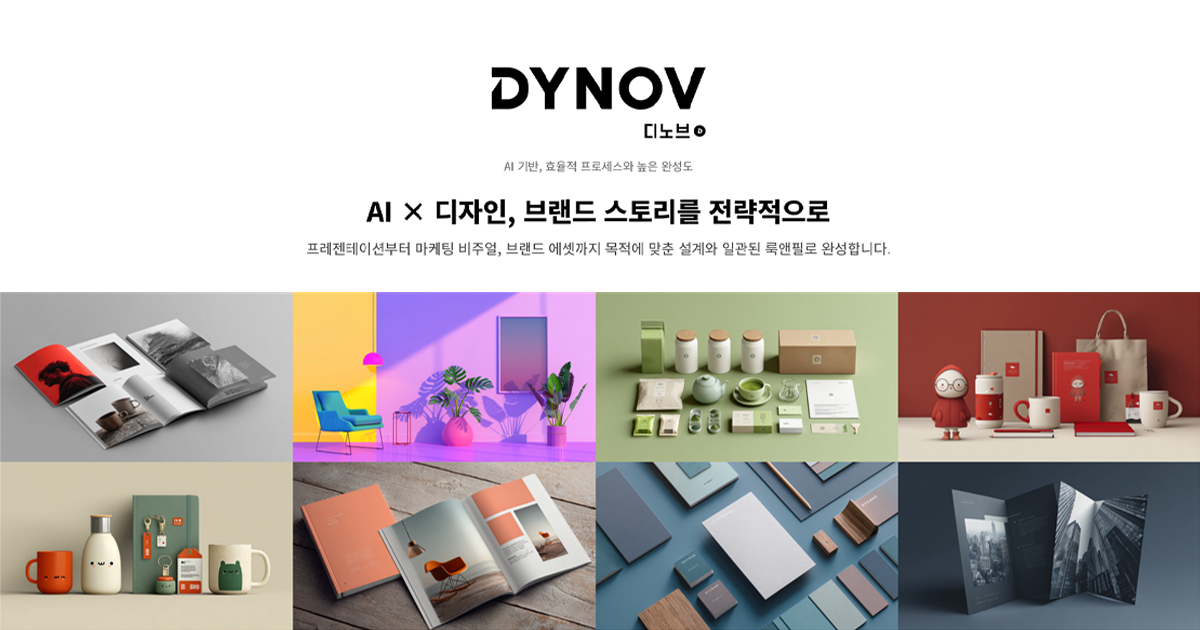 DYNOV
디노브 D
AI 기반, 효율적 프로세스와 높은 완성도
AI × 디자인, 브랜드 스토리를 전략적으로
프레젠테이션부터 마케팅 비주얼, 브랜드 에셋까지 목적에 맞춘 설계와 일관된 룩앤필로 완성합니다.